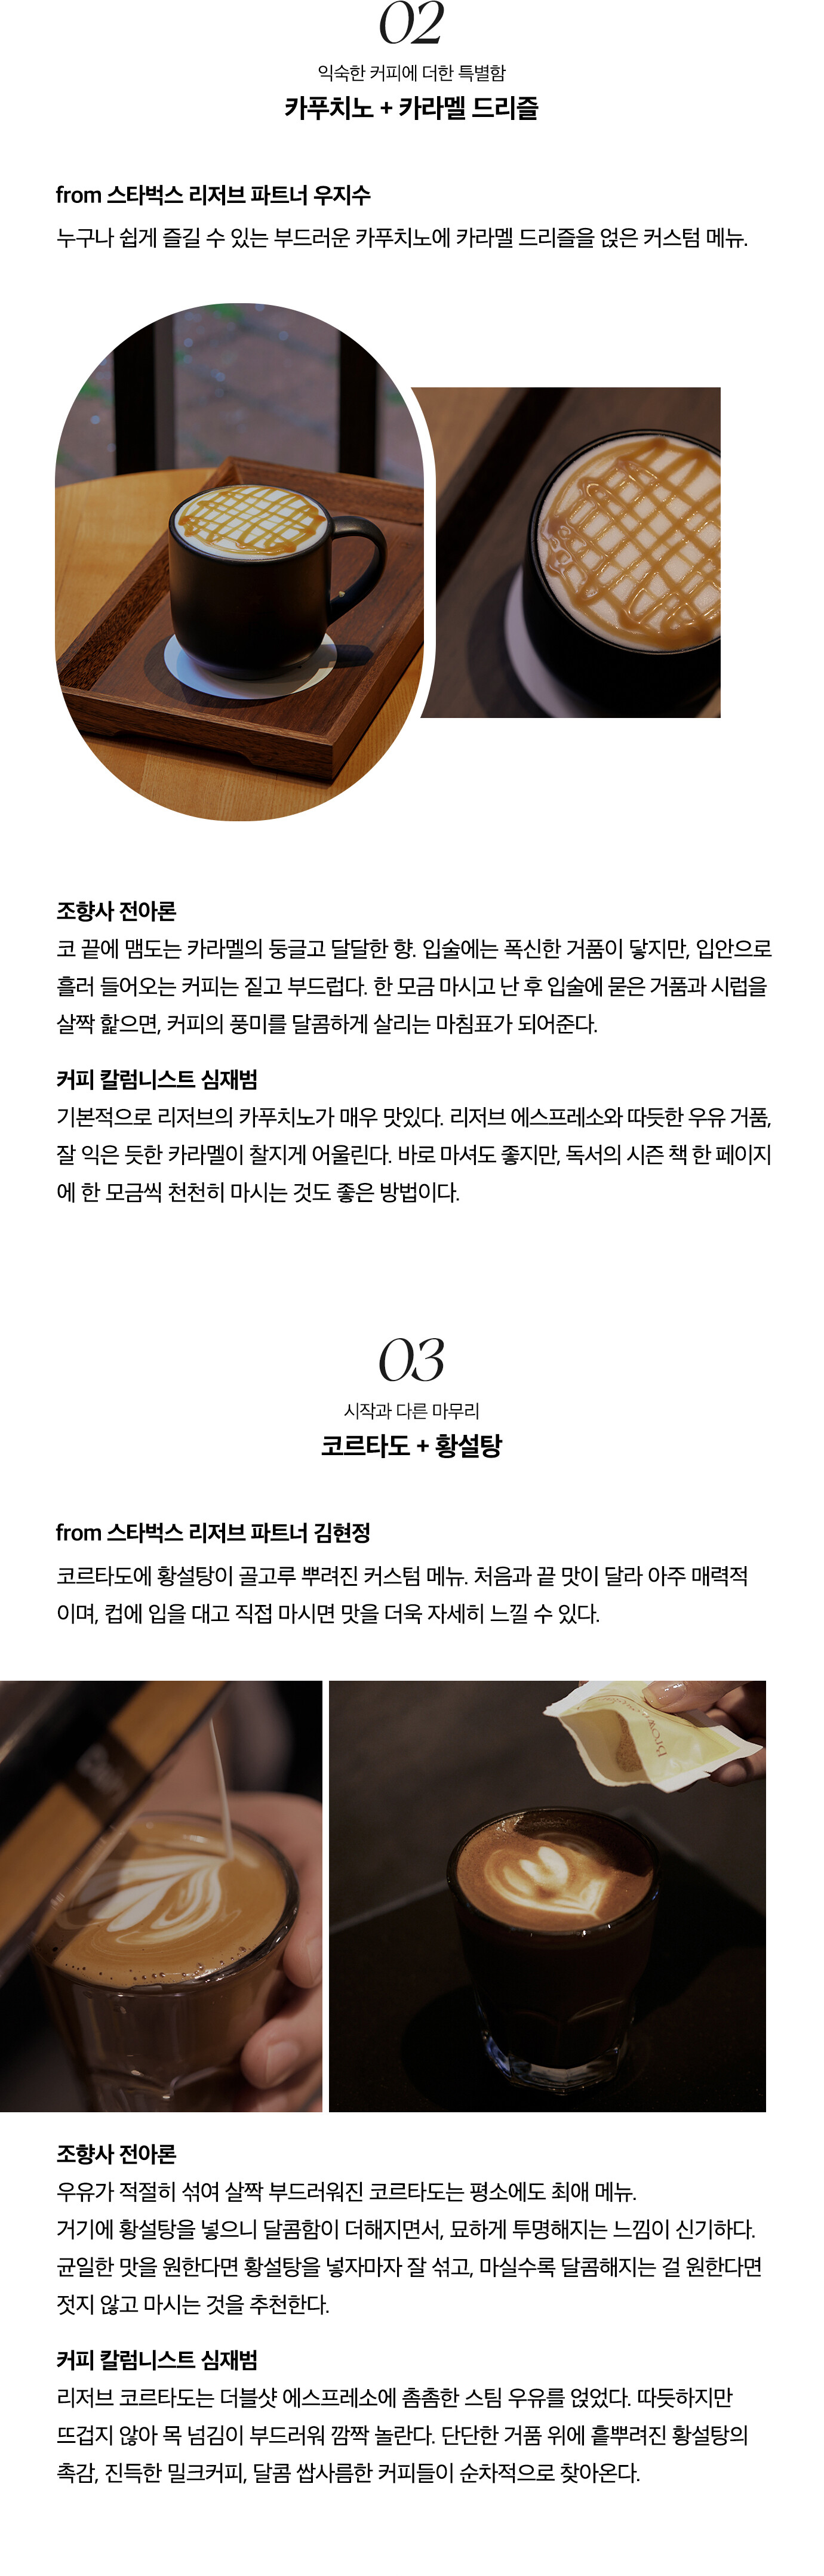 02
익숙한 커피에 더한 특별함
카푸치노 + 카라멜 드리즐
from 스타벅스 리저브 파트너 우지수
누구나 쉽게 즐길 수 있는 부드러운 카푸치노에 카라멜 드리즐을 얹은 커스텀 메뉴.
조향사 전아론
코 끝에 맴도는 카라멜의 둥글고 달달한 향. 입술에는 폭신한 거품이 닿지만, 입안으로
흘러 들어오는 커피는 짙고 부드럽다. 한 모금 마시고 난 후 입술에 묻은 거품과 시럽을
살짝 핥으면, 커피의 풍미를 달콤하게 살리는 마침표가 되어준다.
커피 칼럼니스트 심재범
기본적으로 리저브의 카푸치노가 매우 맛있다. 리저브 에스프레소와 따듯한 우유 거품,
잘 익은 듯한 카라멜이 찰지게 어울린다. 바로 마셔도 좋지만, 독서의 시즌 책 한 페이지
에 한 모금씩 천천히 마시는 것도 좋은 방법이다.
03
시작과 다른 마무리
코르타도 + 황설탕
from 스타벅스 리저브 파트너 김현정
코르타도에 황설탕이 골고루 뿌려진 커스텀 메뉴. 처음과 끝 맛이 달라 아주 매력적
이며, 컵에 입을 대고 직접 마시면 맛을 더욱 자세히 느낄 수 있다.
Brow
조향사 전아론
우유가 적절히 섞여 살짝 부드러워진 코르타도는 평소에도 최애 메뉴.
거기에 황설탕을 넣으니 달콤함이 더해지면서, 묘하게 투명해지는 느낌이 신기하다.
균일한 맛을 원한다면 황설탕을 넣자마자 잘 섞고, 마실수록 달콤해지는 걸 원한다면
젓지 않고 마시는 것을 추천한다.
커피 칼럼니스트 심재범
리저브 코르타도는 더블샷 에스프레소에 촘촘한 스팀 우유를 얹었다. 따듯하지만
뜨겁지 않아 목 넘김이 부드러워 깜짝 놀란다. 단단한 거품 위에 흩뿌려진 황설탕의
촉감, 진득한 밀크커피, 달콤 쌉사름한 커피들이 순차적으로 찾아온다.